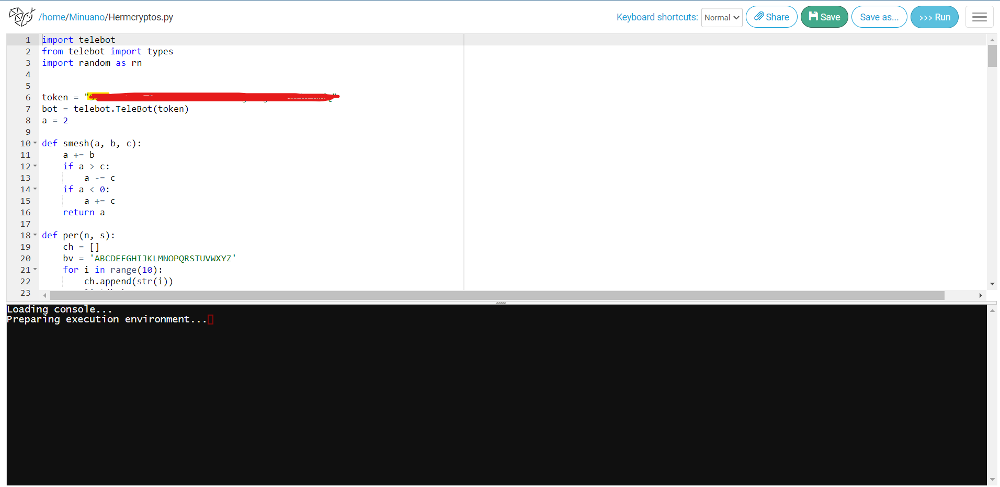 /home/Minuano/Hermcryptos.py
Keyboard shortcuts: Normal Share Save Save as... >>> Run
1 import telebot
2 from telebot import types
3 import random as rn
4
5
6 token = "
7 bot = telebot.TeleBot(token)
8 a = 2
9
10 def smesh(a, b, c):
11     a += b
12     if a > c:
13         a -= c
14     if a < 0:
15         a += c
16     return a
17
18 def per(n, s):
19     ch = []
20     bv = 'ABCDEFGHIJKLMNOPQRSTUVWXYZ'
21     for i in range(10):
22         ch.append(str(i))
23
Loading console...
Preparing execution environment...